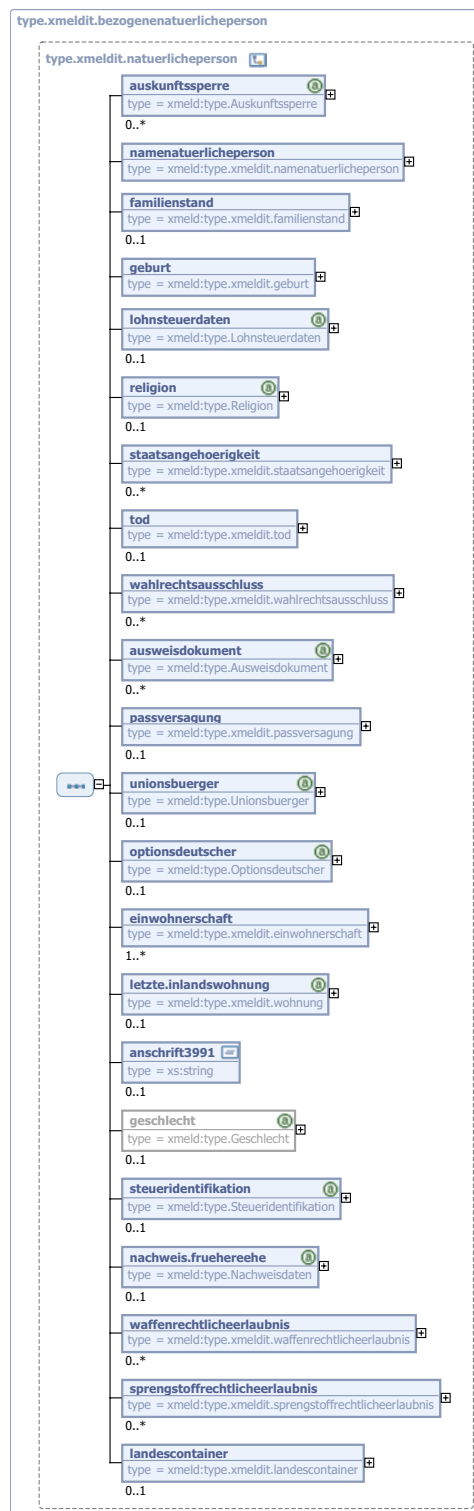 type.xmeldit.bezogenenatuerlicheperson
type.xmeldit.natuerlicheperson
auskunftssperre a
type = xmeld:type.Auskunftssperre
0..*
namenatuerlicheperson
type = xmeld:type.xmeldit.namenatuerlicheperson
familienstand
type = xmeld:type.xmeldit.familienstand
0..1
geburt
type = xmeld:type.xmeldit.geburt
lohnsteuerdaten a
type = xmeld:type.Lohnsteuerdaten
0..1
religion a
type = xmeld:type.Religion
0..1
staatsangehoerigkeit
type = xmeld:type.xmeldit.staatsangehoerigkeit
0..*
tod
type = xmeld:type.xmeldit.tod
0..1
wahlrechtsausschluss
type = xmeld:type.xmeldit.wahlrechtsausschluss
0..*
ausweisdokument a
type = xmeld:type.Ausweisdokument
0..*
passversagung
type = xmeld:type.xmeldit.passversagung
0..1
unionsbuerger a
type = xmeld:type.Unionsbuerger
0..1
optionsdeutscher a
type = xmeld:type.Optionsdeutscher
0..1
einwohnerschaft
type = xmeld:type.xmeldit.einwohnerschaft
1..*
letzte.inlandswohnung a
type = xmeld:type.xmeldit.wohnung
0..1
anschrift3991
type = xs:string
0..1
geschlecht a
type = xmeld:type.Geschlecht
0..1
steueridentifikation a
type = xmeld:type.Steueridentifikation
0..1
nachweis.fruehereehe a
type = xmeld:type.Nachweisdaten
0..1
waffenrechtlicheerlaubnis
type = xmeld:type.xmeldit.waffenrechtlicheerlaubnis
0..*
sprengstoffrechtlicheerlaubnis
type = xmeld:type.xmeldit.sprengstoffrechtlicheerlaubnis
0..*
landescontainer
type = xmeld:type.xmeldit.landescontainer
0..1